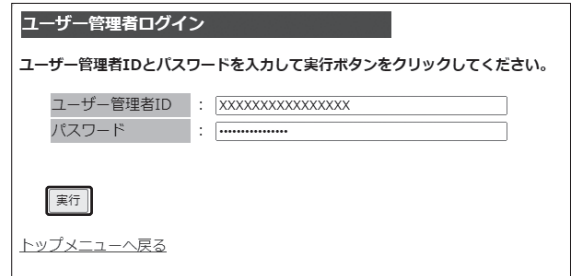 ユーザー管理者ログイン
ユーザー管理者IDとパスワードを入力して実行ボタンをクリックしてください。
ユーザー管理者ID : XXXXXXXXXXXXXXXX
パスワード : ••••••••••••••••
実行
トップメニューへ戻る